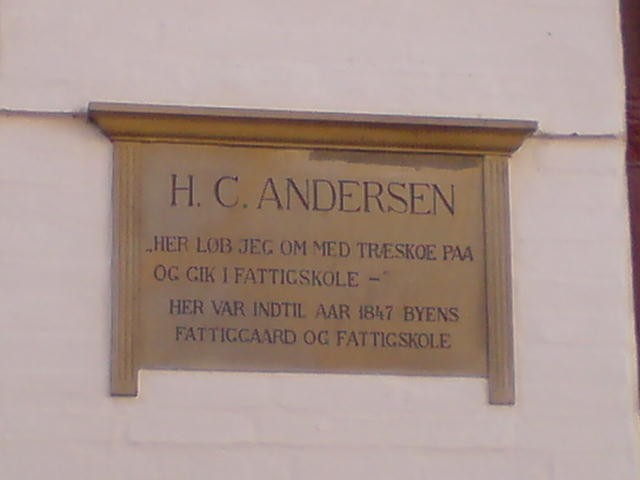 H. C. ANDERSEN
„HER LØB JEG OM MED TRÆSKOE PAA
OG GIK I FATTIGSKOLE –"
HER VAR INDTIL AAR 1847 BYENS
FATTIGGAARD OG FATTIGSKOLE